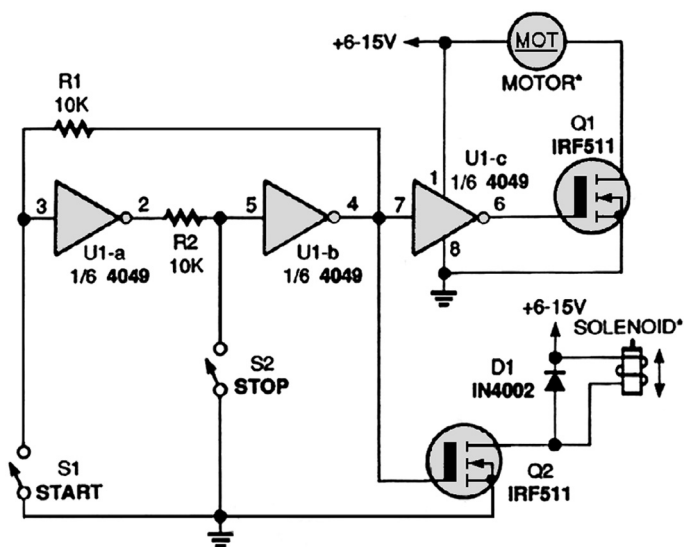 +6-15V
MOT
MOTOR*
R1
10K
Q1
IRF511
U1-c
1/6 4049
1
3
2
5
4
7
6
8
R2
10K
U1-a
1/6 4049
U1-b
1/6 4049
+6-15V
SOLENOID*
S2
STOP
D1
IN4002
S1
START
Q2
IRF511